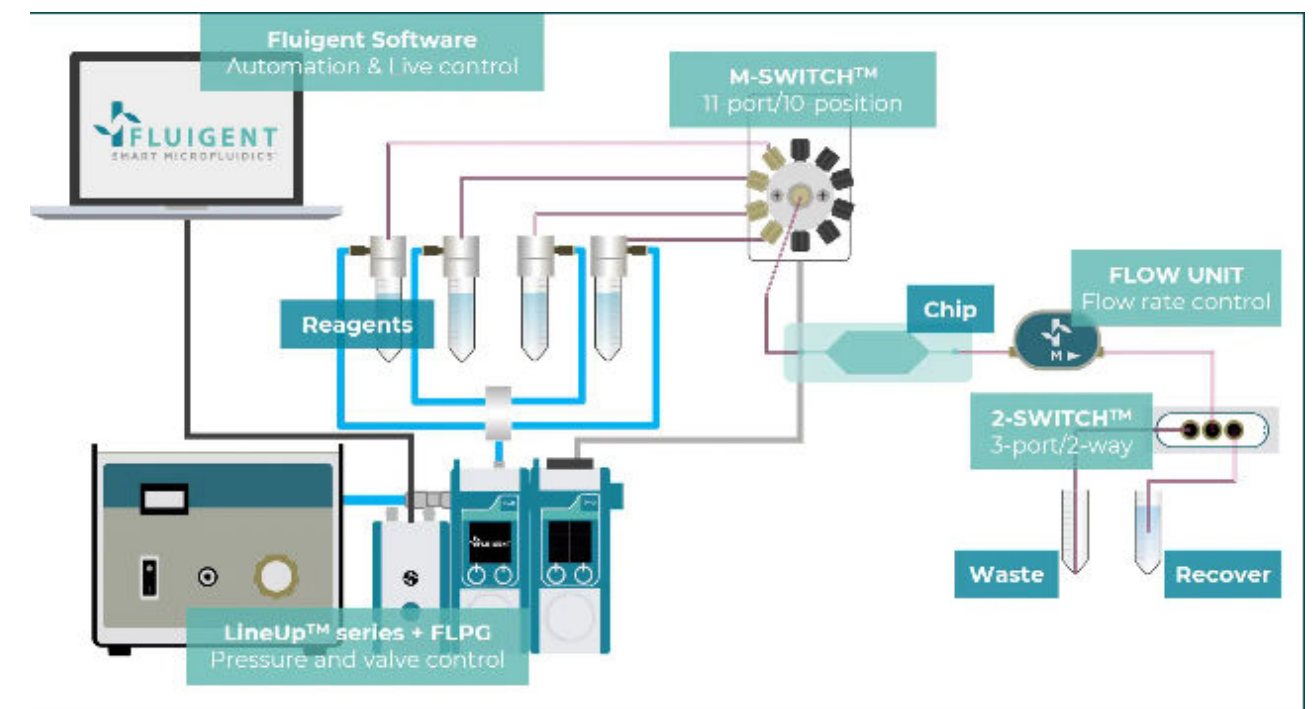 Fluigent Software
Automation & Live control
FLUIGENT
SMART MICROFLUIDICS
M-SWITCH™
11-port/10-position
FLOW UNIT
Flow rate control
Chip
Reagents
M
2-SWITCH™
3-port/2-way
FLUIGENT
S
Waste
Recover
LineUp™ series + FLPG
Pressure and valve control